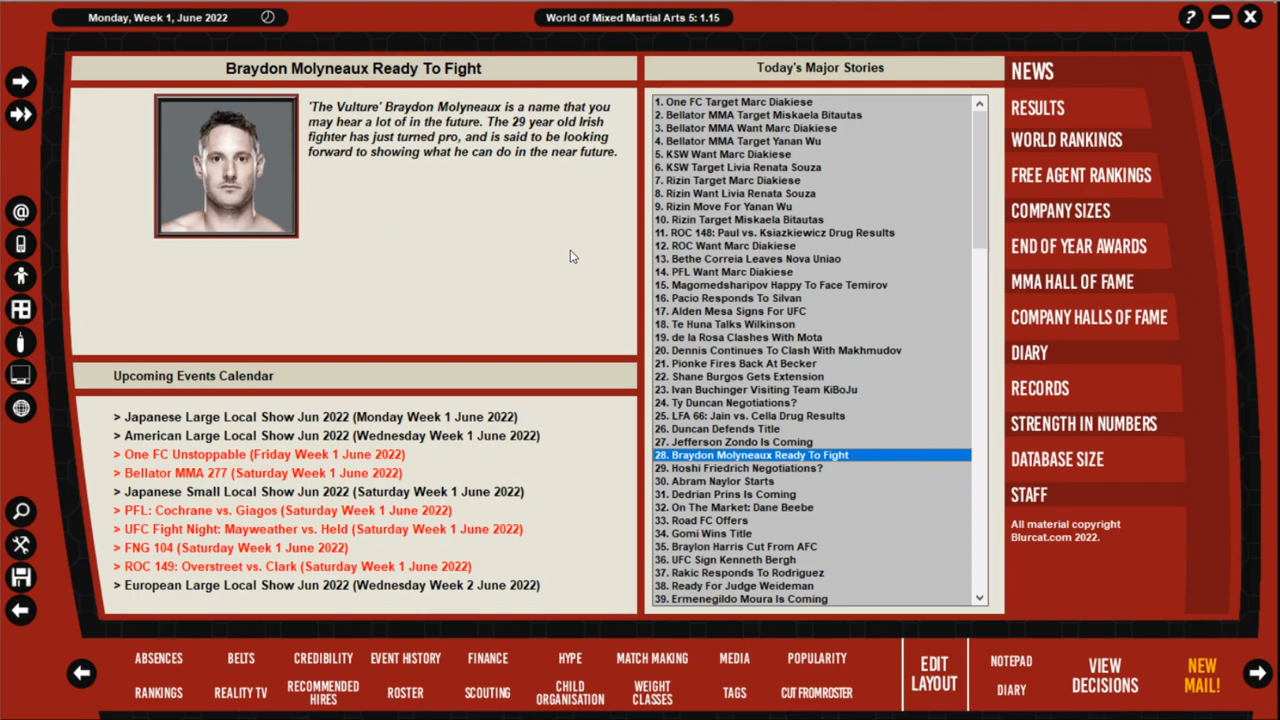 Monday, Week 1, June 2022
World of Mixed Martial Arts 5: 1.15
?
Braydon Molyneaux Ready To Fight
'The Vulture' Braydon Molyneaux is a name that you
may hear a lot of in the future. The 29 year old Irish
fighter has just turned pro, and is said to be looking
forward to showing what he can do in the near future.
Upcoming Events Calendar
> Japanese Large Local Show Jun 2022 (Monday Week 1 June 2022)
> American Large Local Show Jun 2022 (Wednesday Week 1 June 2022)
> One FC Unstoppable (Friday Week 1 June 2022)
> Bellator MMA 277 (Saturday Week 1 June 2022)
> Japanese Small Local Show Jun 2022 (Saturday Week 1 June 2022)
> PFL: Cochrane vs. Giagos (Saturday Week 1 June 2022)
> UFC Fight Night: Mayweather vs. Held (Saturday Week 1 June 2022)
> FNG 104 (Saturday Week 1 June 2022)
> ROC 149: Overstreet vs. Clark (Saturday Week 1 June 2022)
> European Large Local Show Jun 2022 (Wednesday Week 2 June 2022)
Today's Major Stories
1. One FC Target Marc Diakiese
2. Bellator MMA Target Miskaela Bitautas
3. Bellator MMA Want Marc Diakiese
4. Bellator MMA Target Yanan Wu
5. KSW Want Marc Diakiese
6. KSW Target Livia Renata Souza
7. Rizin Target Marc Diakiese
8. Rizin Want Livia Renata Souza
9. Rizin Move For Yanan Wu
10. Rizin Target Miskaela Bitautas
11. ROC 148: Paul vs. Ksiazkiewicz Drug Results
12. ROC Want Marc Diakiese
13. Bethe Correia Leaves Nova Uniao
14. PFL Want Marc Diakiese
15. Magomedsharipov Happy To Face Temirov
16. Pacio Responds To Silvan
17. Alden Mesa Signs For UFC
18. Te Huna Talks Wilkinson
19. de la Rosa Clashes With Mota
20. Dennis Continues To Clash With Makhmudov
21. Pionke Fires Back At Becker
22. Shane Burgos Gets Extension
23. Ivan Buchinger Visiting Team KiBoJu
24. Ty Duncan Negotiations?
25. LFA 66: Jain vs. Cella Drug Results
26. Duncan Defends Title
27. Jefferson Zondo Is Coming
28. Braydon Molyneaux Ready To Fight
29. Hoshi Friedrich Negotiations?
30. Abram Naylor Starts
31. Dedrian Prins Is Coming
32. On The Market: Dane Beebe
33. Road FC Offers
34. Gomi Wins Title
35. Braylon Harris Cut From AFC
36. UFC Sign Kenneth Bergh
37. Rakic Responds To Rodriguez
38. Ready For Judge Weideman
39. Ermenegildo Moura Is Coming
NEWS
RESULTS
WORLD RANKINGS
FREE AGENT RANKINGS
COMPANY SIZES
END OF YEAR AWARDS
MMA HALL OF FAME
COMPANY HALLS OF FAME
DIARY
RECORDS
STRENGTH IN NUMBERS
DATABASE SIZE
STAFF
All material copyright
Blurcat.com 2022.
ABSENCES BELTS CREDIBILITY EVENT HISTORY FINANCE HYPE MATCH MAKING MEDIA POPULARITY
RANKINGS REALITY TV RECOMMENDED HIRES ROSTER SCOUTING CHILD ORGANISATION WEIGHT CLASSES TAGS CUT FROM ROSTER
EDIT
LAYOUT
NOTEPAD
DIARY
VIEW
DECISIONS
NEW
MAIL!